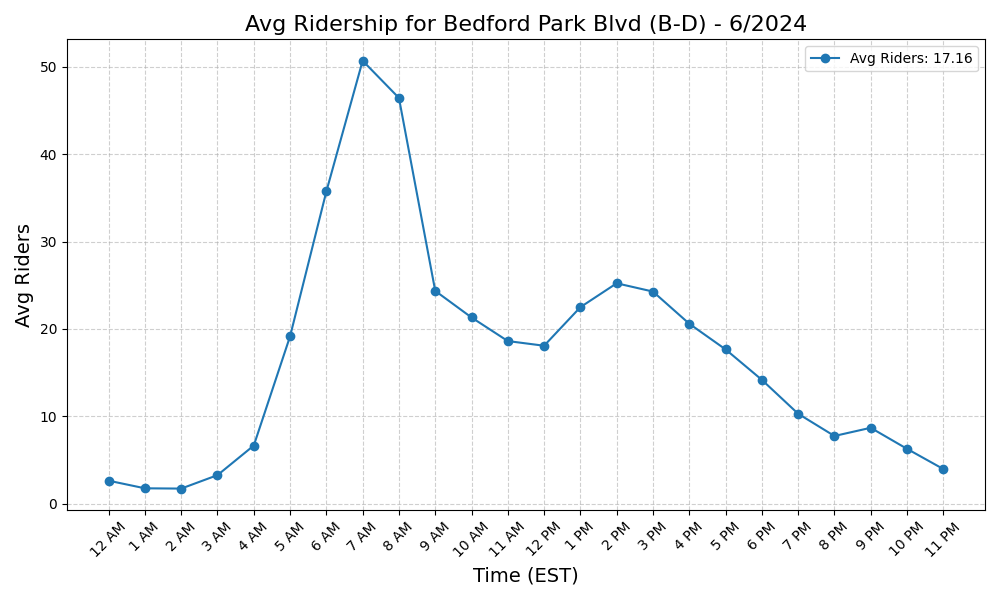 Avg Ridership for Bedford Park Blvd (B-D) - 6/2024
Avg Riders: 17.16
Avg Riders
50
40
30
20
10
0
12 AM
1 AM
2 AM
3 AM
4 AM
5 AM
6 AM
7 AM
8 AM
9 AM
10 AM
11 AM
12 PM
1 PM
2 PM
3 PM
4 PM
5 PM
6 PM
7 PM
8 PM
9 PM
10 PM
11 PM
Time (EST)